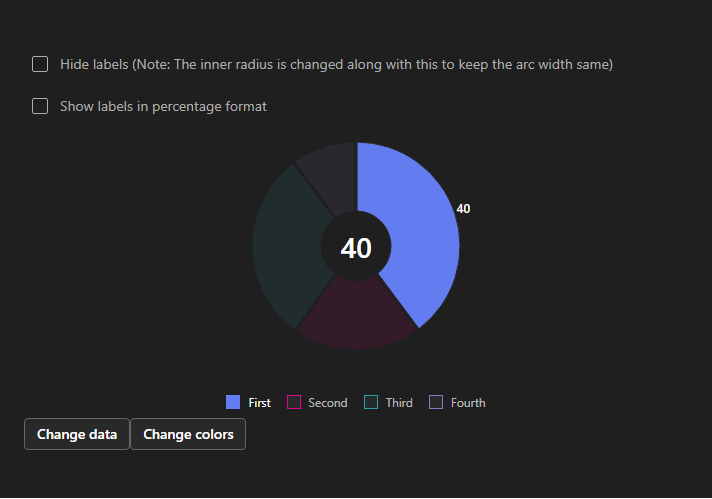 Hide labels (Note: The inner radius is changed along with this to keep the arc width same)
Show labels in percentage format
40
40
First Second Third Fourth
Change data Change colors